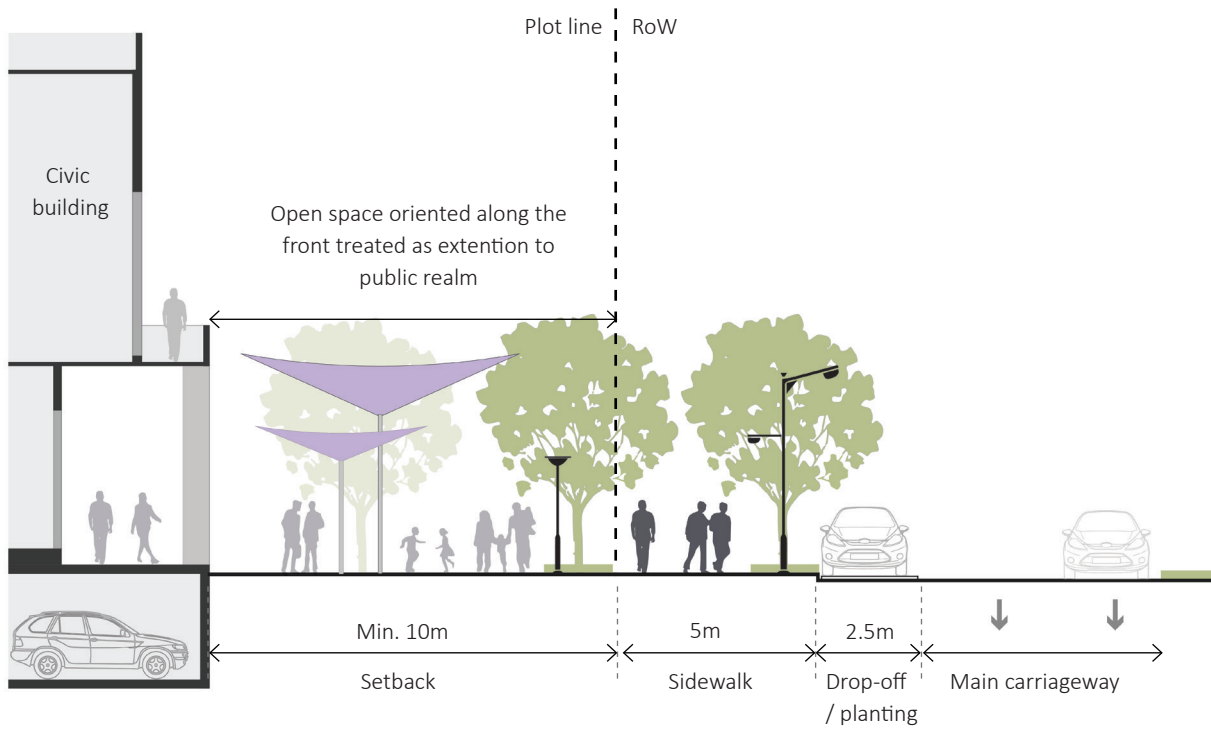 Plot line
RoW
Civic
building
Open space oriented along the
front treated as extention to
public realm
Min. 10m
5m
2.5m
Setback
Sidewalk
Drop-off
/ planting
Main carriageway